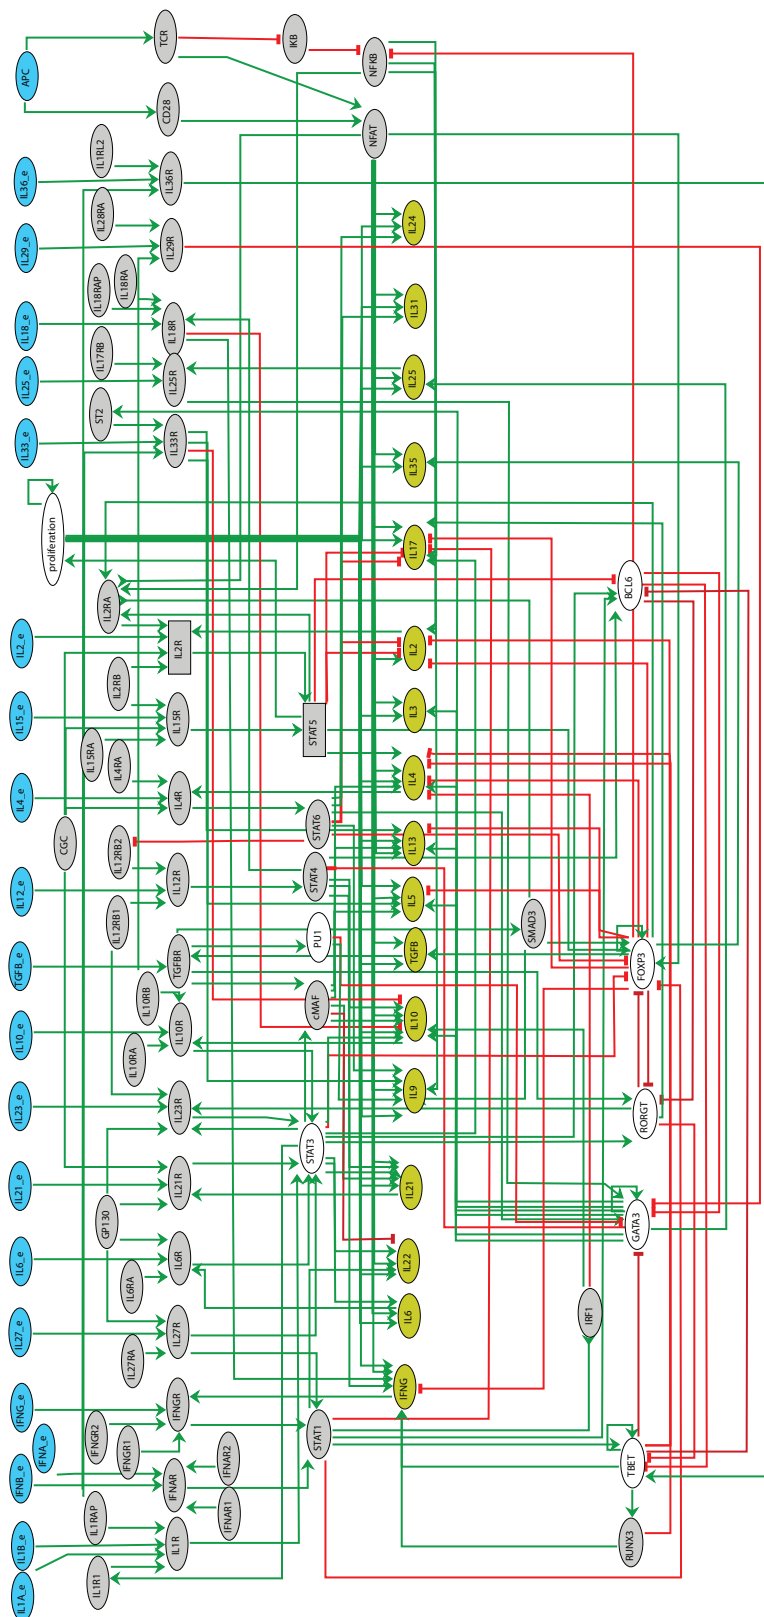 APC
TCR
IKB
NFKB
CD28
NFAT
IL36_e
IL1RL2
IL36R
IL28RA
IL29_e
IL29R
IL24
IL18RAP
IL18RA
IL18_e
IL18R
IL31
IL17RB
IL25_e
IL25R
IL25
ST2
IL33_e
IL33R
IL35
proliferation
IL17
IL2RA
BCL6
IL2_e
IL2R
IL2
IL2RB
IL15_e
IL15R
IL3
STAT5
IL15RA
IL4RA
IL4_e
IL4R
IL4
STAT6
CGC
IL12RB2
IL13
IL12_e
IL12R
STAT4
IL5
IL12RB1
SMAD3
PU1
TGFB_e
TGFBR
TGFB
FOXP3
IL10RB
cMAF
IL10_e
IL10R
IL10
IL10RA
IL9
IL23_e
IL23R
RORGT
STAT3
IL21_e
IL21R
IL21
GP130
GATA3
IL6_e
IL6R
IL22
IL6RA
IL6
IRF1
IL27_e
IL27R
IL27RA
IFNG
IFNG_e
IFNGR
IFNGR2
IFNGR1
STAT1
IFNA_e
IFNB_e
IFNAR
IFNAR2
TBET
IL1RAP
IFNAR1
IL1B_e
IL1R
RUNX3
IL1R1
IL1A_e